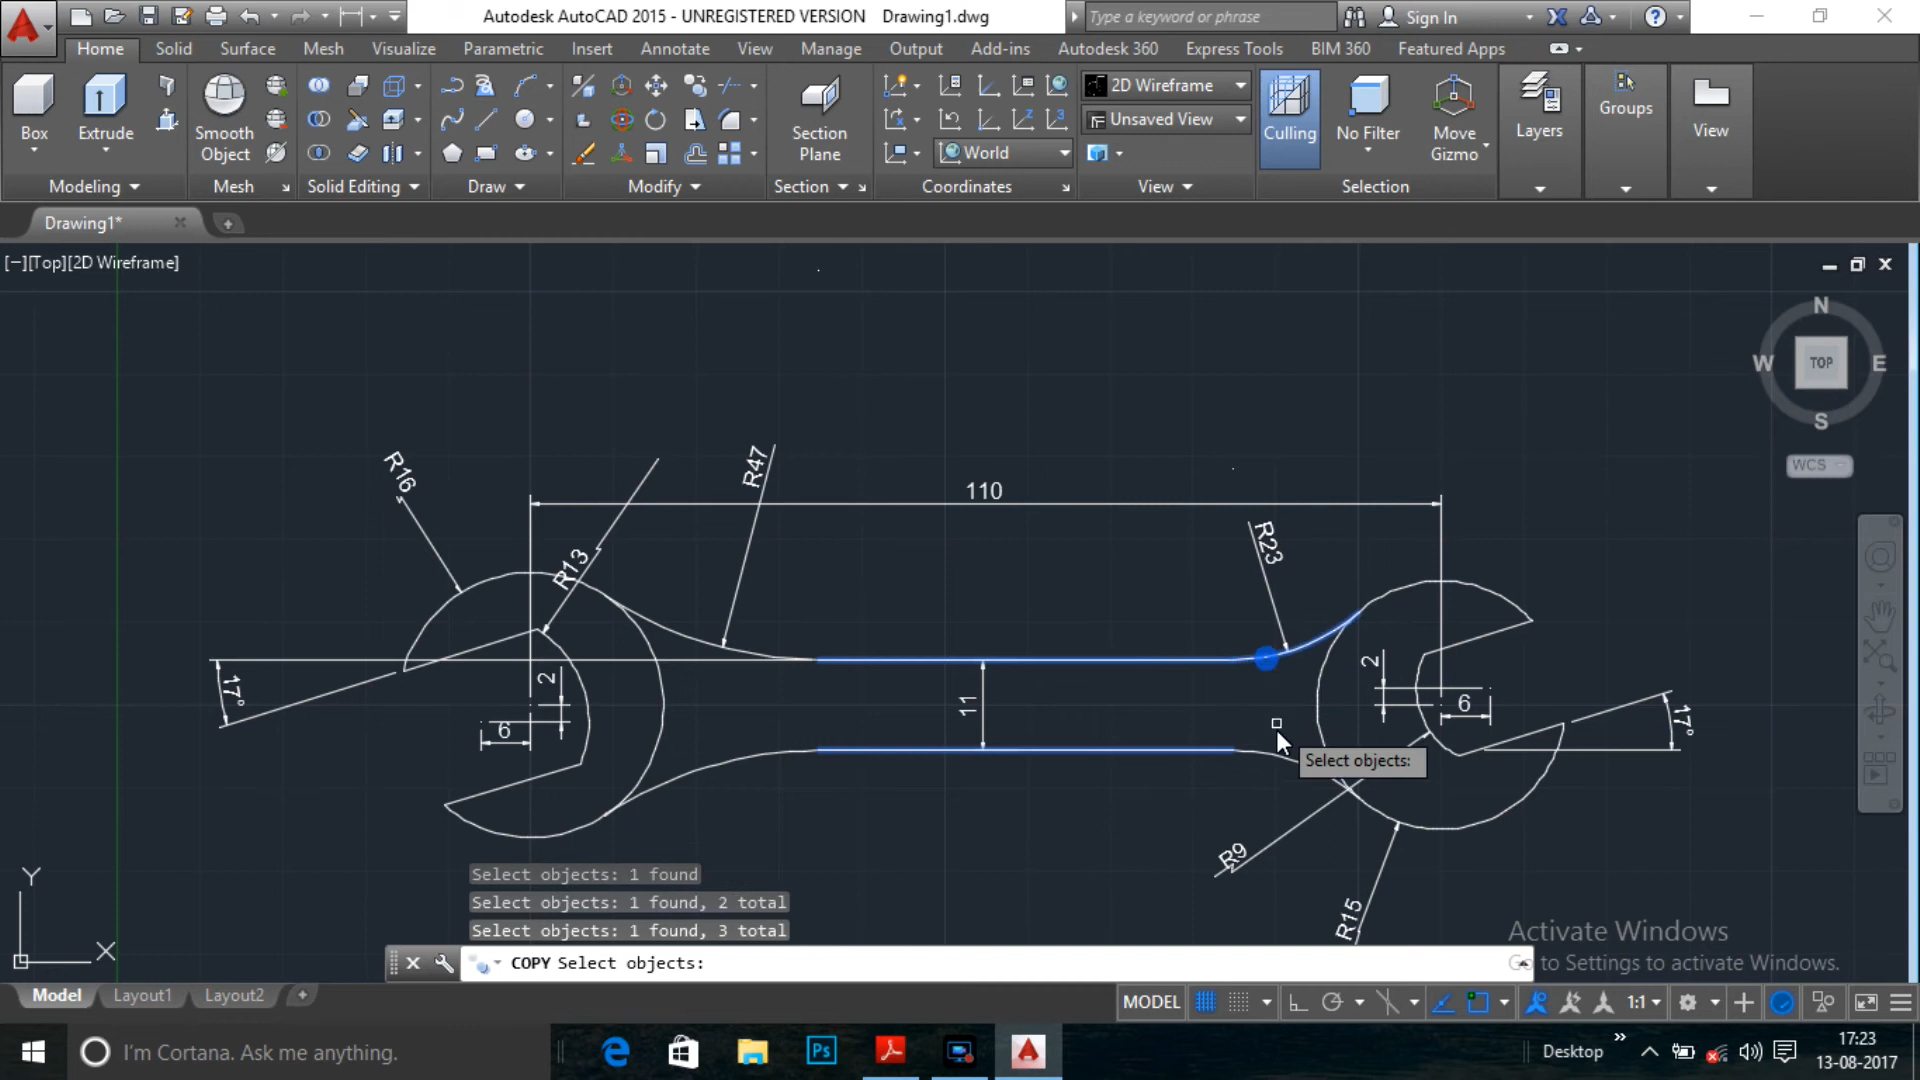 Autodesk AutoCAD 2015 - UNREGISTERED VERSION Drawing1.dwg
Type a keyword or phrase
Sign In
Home Solid Surface Mesh Visualize Parametric Insert Annotate View Manage Output Add-ins Autodesk 360 Express Tools BIM 360 Featured Apps
Box
Extrude
Smooth
Object
Section
Plane
2D Wireframe
Unsaved View
World
Culling
No Filter
Move
Gizmo
Layers
Groups
View
Modeling Mesh Solid Editing Draw Modify Section Coordinates View Selection
Drawing1*
[−][Top][2D Wireframe]
N
W
TOP
E
S
WCS
R16
R13
R47
110
R23
17°
2
6
11
2
6
17°
R9
R15
Select objects:
Select objects: 1 found
Select objects: 1 found, 2 total
Select objects: 1 found, 3 total
COPY Select objects:
Y
X
Activate Windows
Go to Settings to activate Windows.
Model Layout1 Layout2
MODEL
1:1
I'm Cortana. Ask me anything.
Ps
Desktop
17:23
13-08-2017